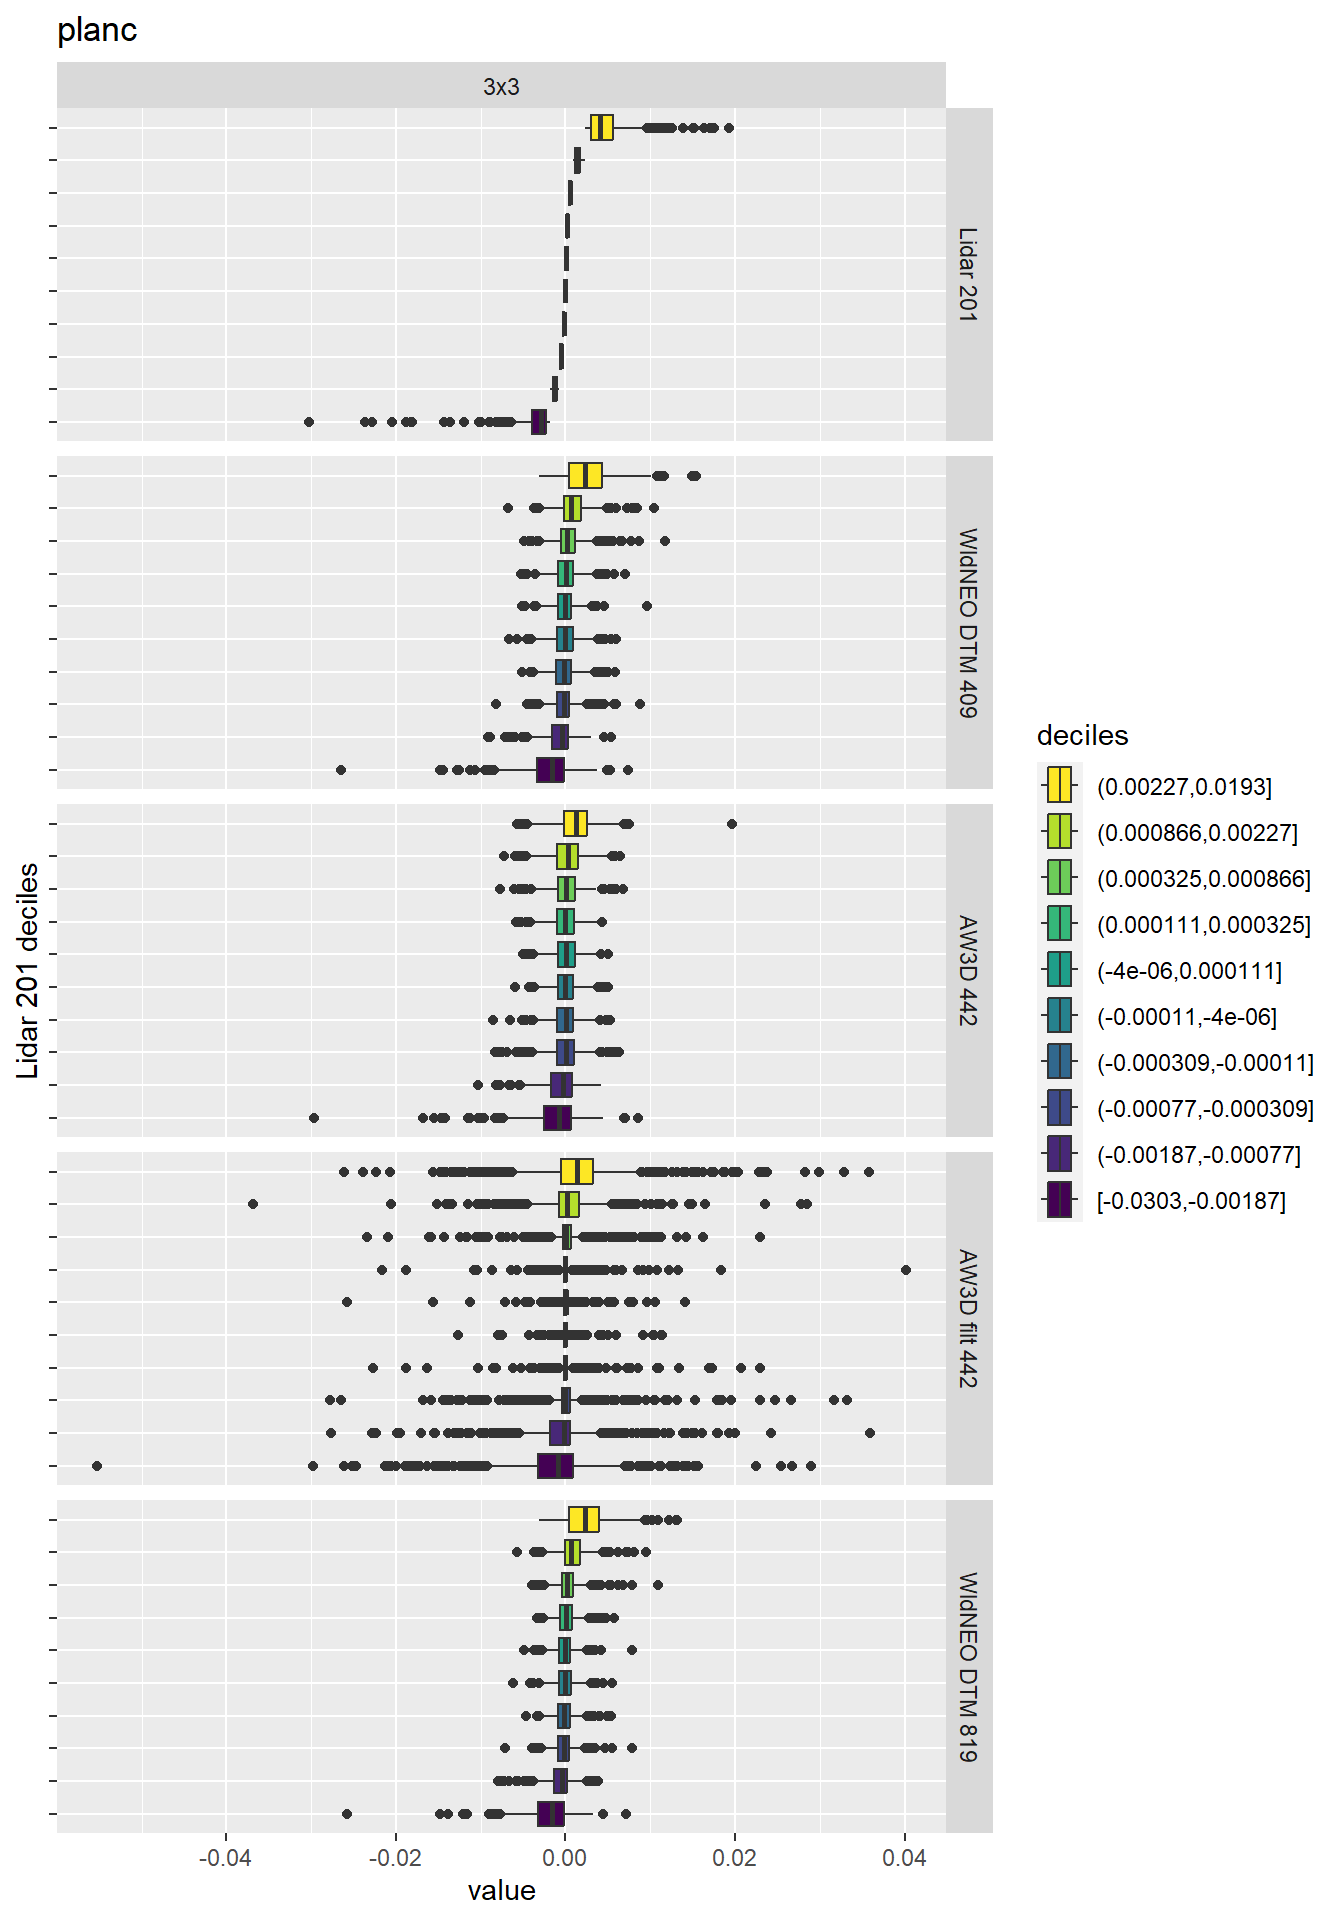 planc
3x3
Lidar 201
WldNEO DTM 409
AW3D 442
AW3D filt 442
WldNEO DTM 819
Lidar 201 deciles
-0.04
-0.02
0.00
0.02
0.04
value
deciles
(0.00227,0.0193]
(0.000866,0.00227]
(0.000325,0.000866]
(0.000111,0.000325]
(-4e-06,0.000111]
(-0.00011,-4e-06]
(-0.000309,-0.00011]
(-0.00077,-0.000309]
(-0.00187,-0.00077]
[-0.0303,-0.00187]